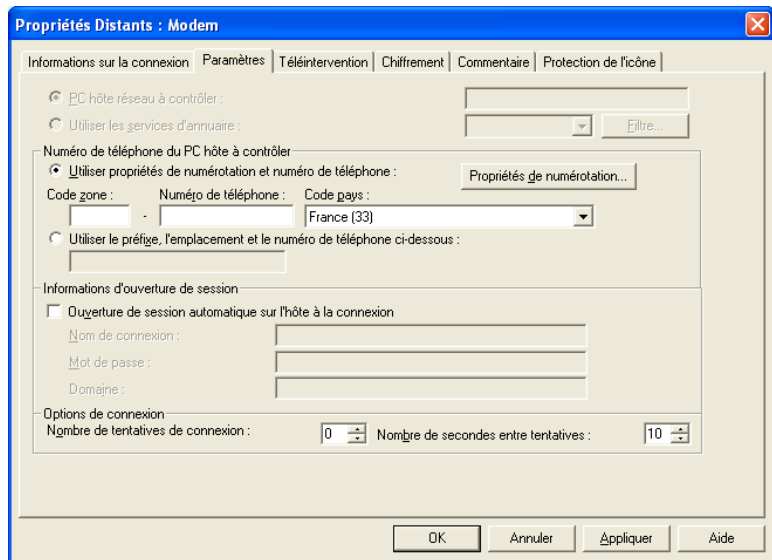 Propriétés Distants : Modem
Informations sur la connexion Paramètres Téléintervention Chiffrement Commentaire Protection de l'icône
PC hôte réseau à contrôler :
Utiliser les services d'annuaire : Filtre...
Numéro de téléphone du PC hôte à contrôler
Utiliser propriétés de numérotation et numéro de téléphone : Propriétés de numérotation...
Code zone : Numéro de téléphone : Code pays :
- France (33)
Utiliser le préfixe, l'emplacement et le numéro de téléphone ci-dessous :
Informations d'ouverture de session
Ouverture de session automatique sur l'hôte à la connexion
Nom de connexion :
Mot de passe :
Domajne :
Options de connexion
Nombre de tentatives de connexion : 0 Nombre de secondes entre tentatives : 10
OK Annuler Appliquer Aide